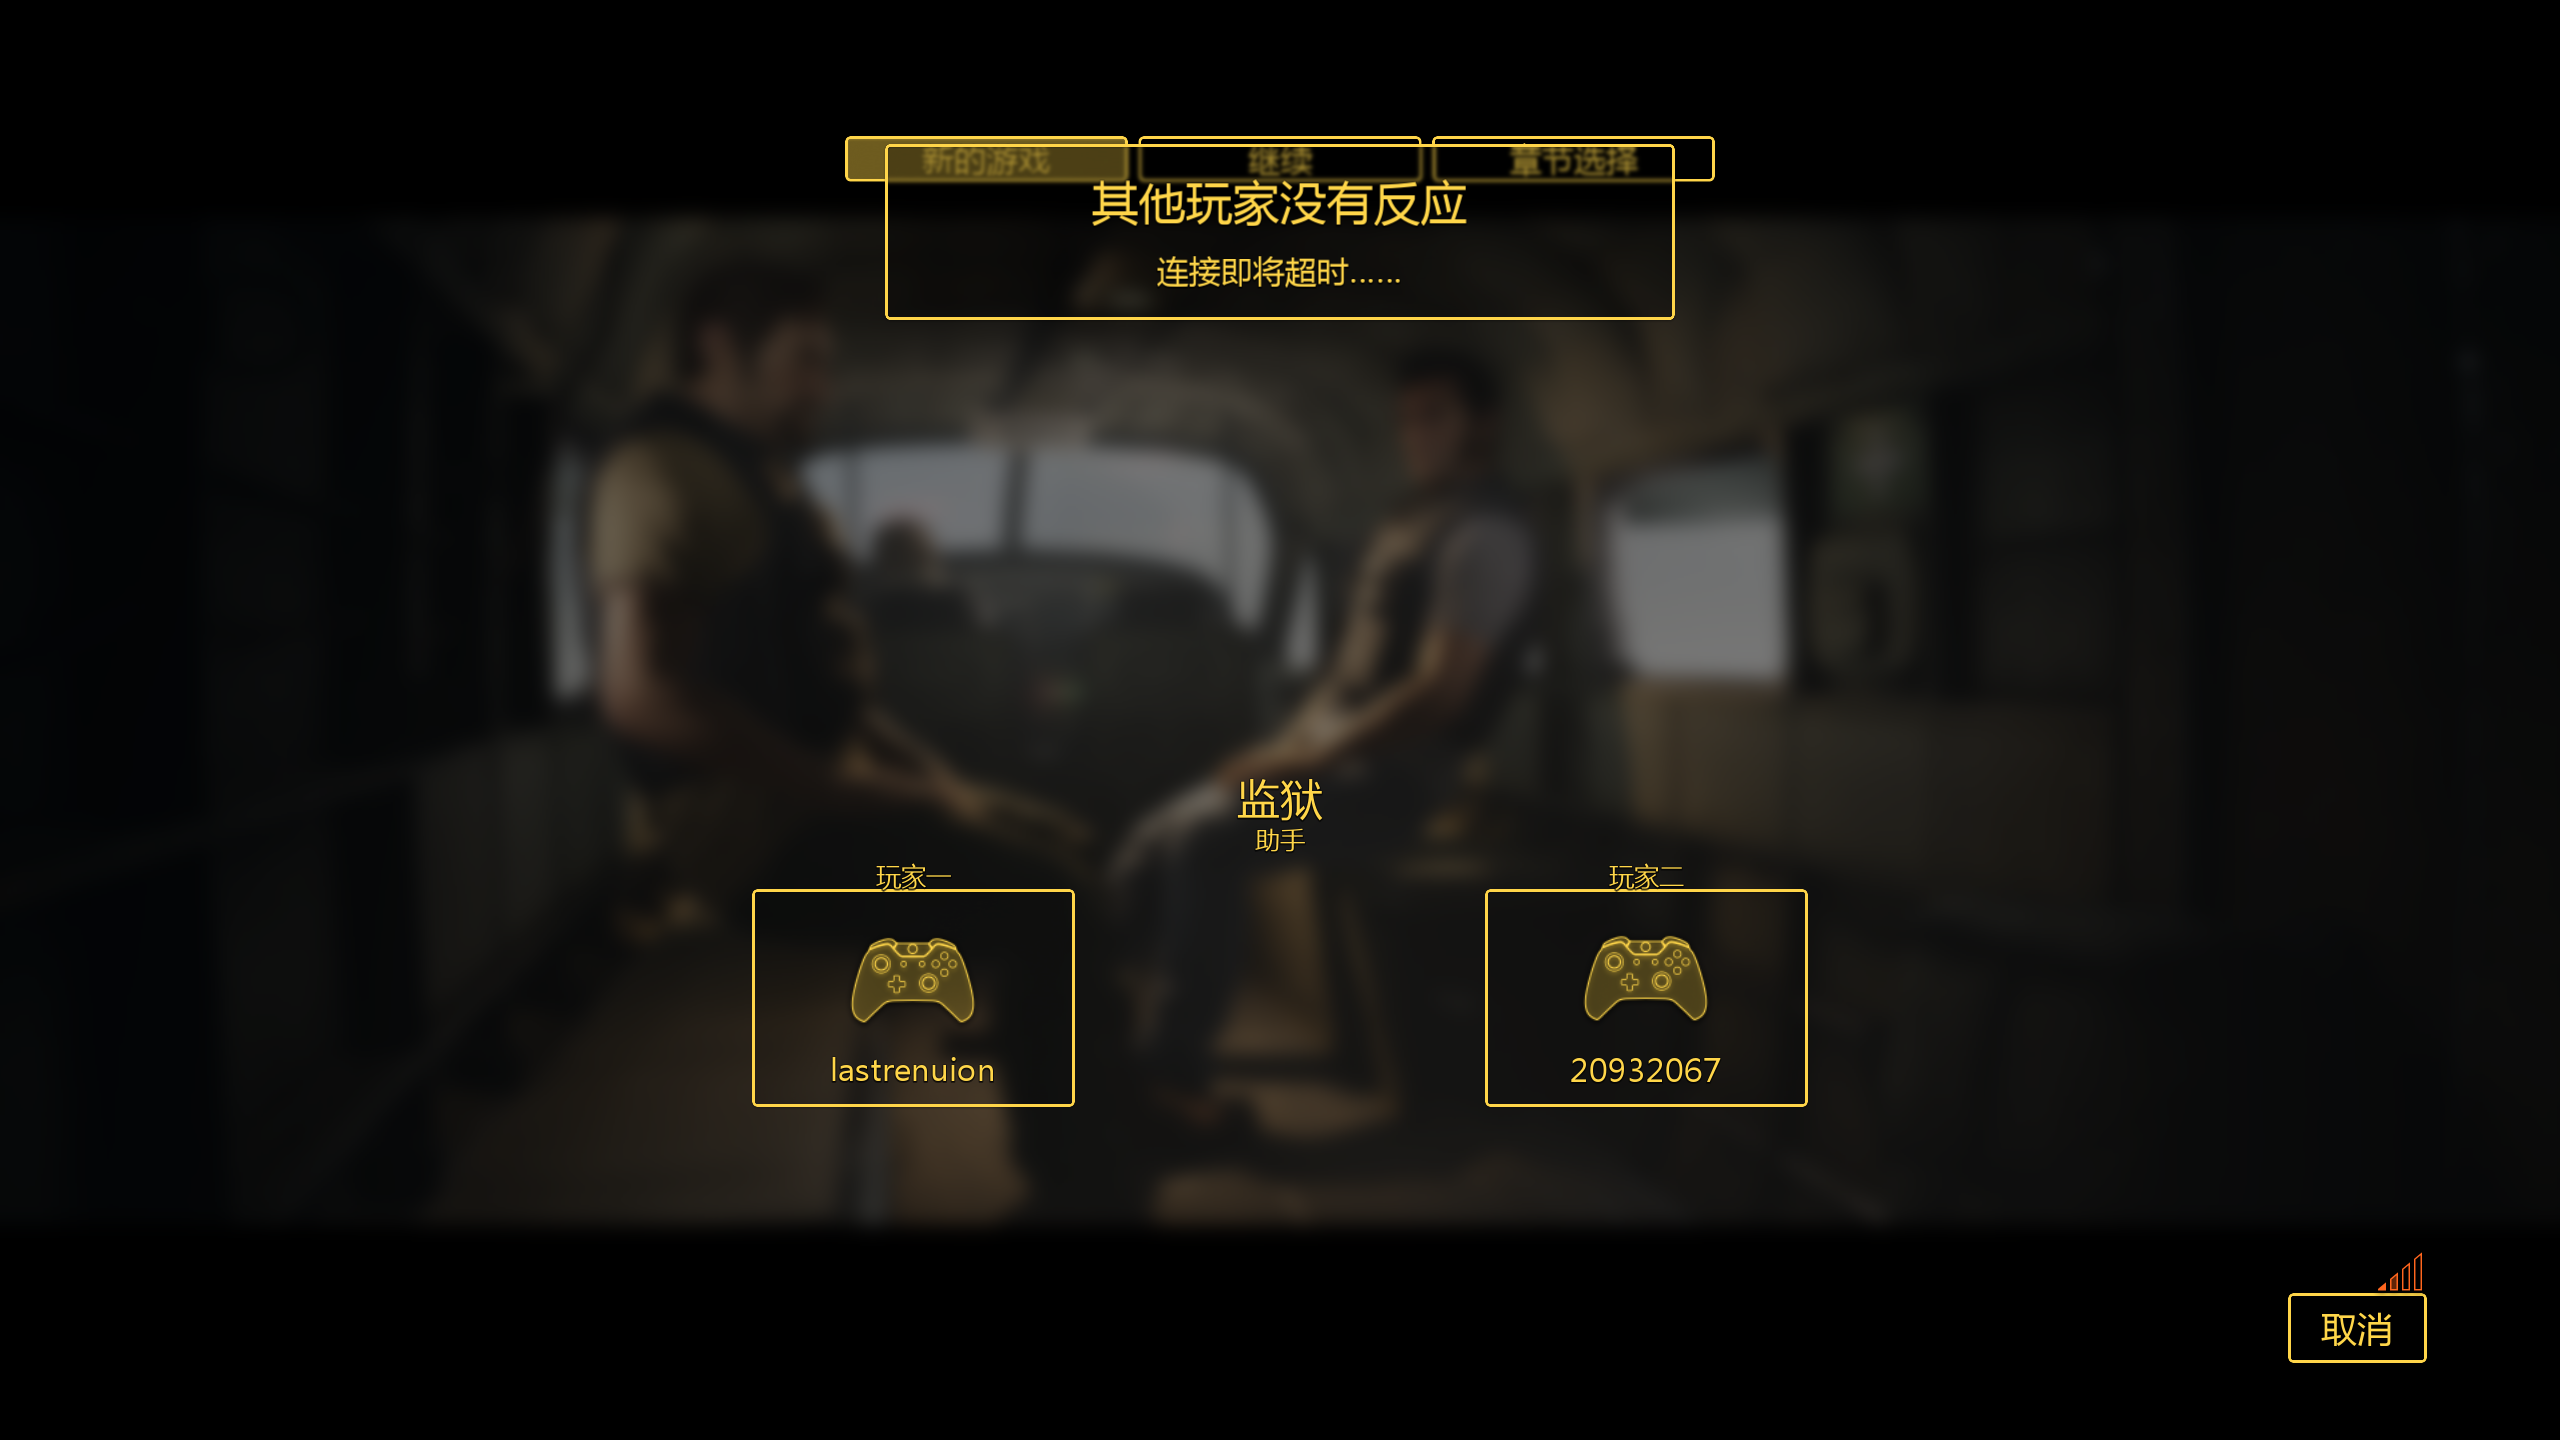 新的游戏 继续 章节选择
其他玩家没有反应
连接即将超时......
监狱
助手
玩家一 玩家二
lastrenuion 20932067
取消